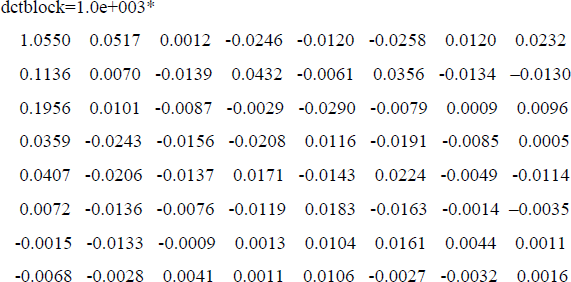 dctblock=1.0e+003*
1.0550 0.0517 0.0012 -0.0246 -0.0120 -0.0258 0.0120 0.0232
0.1136 0.0070 -0.0139 0.0432 -0.0061 0.0356 -0.0134 –0.0130
0.1956 0.0101 -0.0087 -0.0029 -0.0290 -0.0079 0.0009 0.0096
0.0359 -0.0243 -0.0156 -0.0208 0.0116 -0.0191 -0.0085 0.0005
0.0407 -0.0206 -0.0137 0.0171 -0.0143 0.0224 -0.0049 -0.0114
0.0072 -0.0136 -0.0076 -0.0119 0.0183 -0.0163 -0.0014 –0.0035
-0.0015 -0.0133 -0.0009 0.0013 0.0104 0.0161 0.0044 0.0011
-0.0068 -0.0028 0.0041 0.0011 0.0106 -0.0027 -0.0032 0.0016